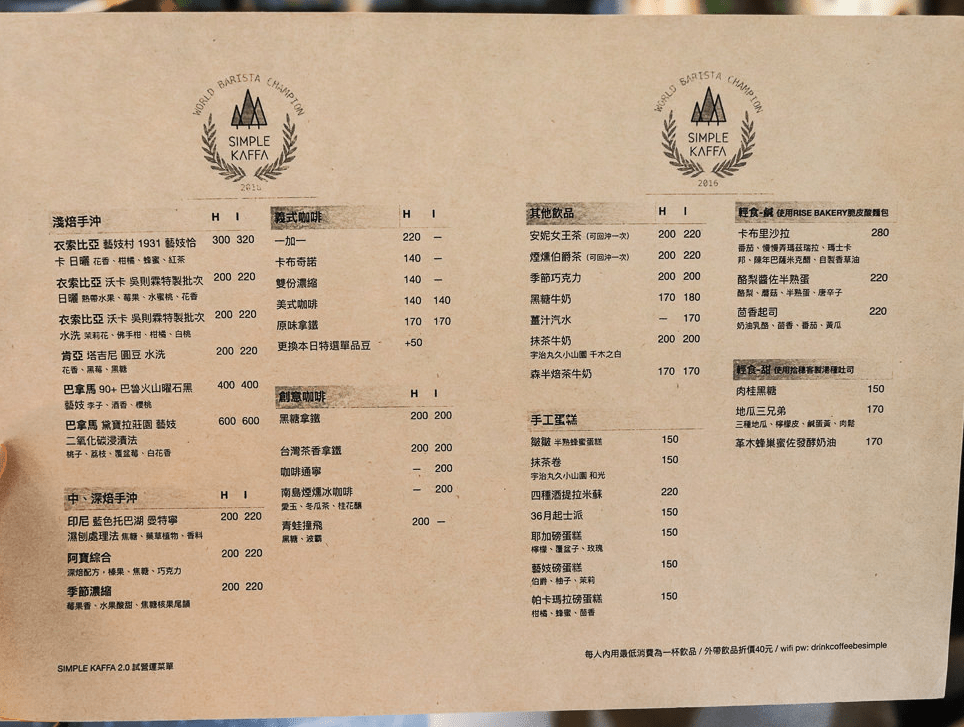 WORLD BARISTA CHAMPION
SIMPLE
KAFFA
2016
淺焙手沖 H I
衣索比亞 藝妓村 1931 藝妓恰 300 320
卡 日曬 花香、柑橘、蜂蜜、紅茶
衣索比亞 沃卡 吳則霖特製批次 200 220
日曬 熱帶水果、莓果、水蜜桃、花香
衣索比亞 沃卡 吳則霖特製批次 200 220
水洗 茉莉花、佛手柑、柑橘、白桃
肯亞 塔吉尼 圓豆 水洗 200 220
花香、黑莓、黑糖
巴拿馬 90+ 巴魯火山曜石黑 400 400
藝妓 李子、酒香、櫻桃
巴拿馬 黛寶拉莊園 藝妓 600 600
二氧化碳浸漬法
桃子、荔枝、覆盆莓、白花香
中、深焙手沖 H I
印尼 藍色托巴湖 曼特寧 200 220
濕刨處理法 焦糖、藥草植物、香料
阿寶綜合 200 220
深焙配方,榛果、焦糖、巧克力
季節濃縮 200 220
莓果香、水果酸甜、焦糖核果尾韻
SIMPLE KAFFA 2.0 試營運菜單
義式咖啡 H I
一加一 220 –
卡布奇諾 140 –
雙份濃縮 140 –
美式咖啡 140 140
原味拿鐵 170 170
更換本日特選單品豆 +50
創意咖啡 H I
黑糖拿鐵 200 200
台灣茶香拿鐵 200 200
咖啡通寧 – 200
南島煙燻冰咖啡 – 200
愛玉、冬瓜茶、桂花釀
青蛙撞飛 200 –
黑糖、波霸
WORLD BARISTA CHAMPION
SIMPLE
KAFFA
2016
其他飲品 H I
安妮女王茶 (可回沖一次) 200 220
煙燻伯爵茶 (可回沖一次) 200 220
季節巧克力 200 200
黑糖牛奶 170 180
薑汁汽水 – 170
抹茶牛奶 200 200
宇治丸久小山園 千木之白
森半焙茶牛奶 170 170
手工蛋糕
皺皺 半熟蜂蜜蛋糕 150
抹茶卷 150
宇治丸久小山園 和光
四種酒提拉米蘇 220
36月起士派 150
耶加磅蛋糕 150
檸檬、覆盆子、玫瑰
藝妓磅蛋糕 150
伯爵、柚子、茉莉
帕卡瑪拉磅蛋糕 150
柑橘、蜂蜜、茴香
輕食-鹹 使用RISE BAKERY脆皮酸麵包
卡布里沙拉 280
番茄、慢慢弄瑪茲瑞拉、瑪士卡
邦、陳年巴薩米克醋、自製香草油
酪梨醬佐半熟蛋 220
酪梨、蘑菇、半熟蛋、唐辛子
茴香起司 220
奶油乳酪、茴香、番茄、黃瓜
輕食-甜 使用拾穗客製湯種吐司
肉桂黑糖 150
地瓜三兄弟 170
三種地瓜、檸檬皮、鹹蛋黃、肉鬆
革木蜂巢蜜佐發酵奶油 170
每人內用最低消費為一杯飲品 / 外帶飲品折價40元 / wifi pw: drinkcoffeebesimple